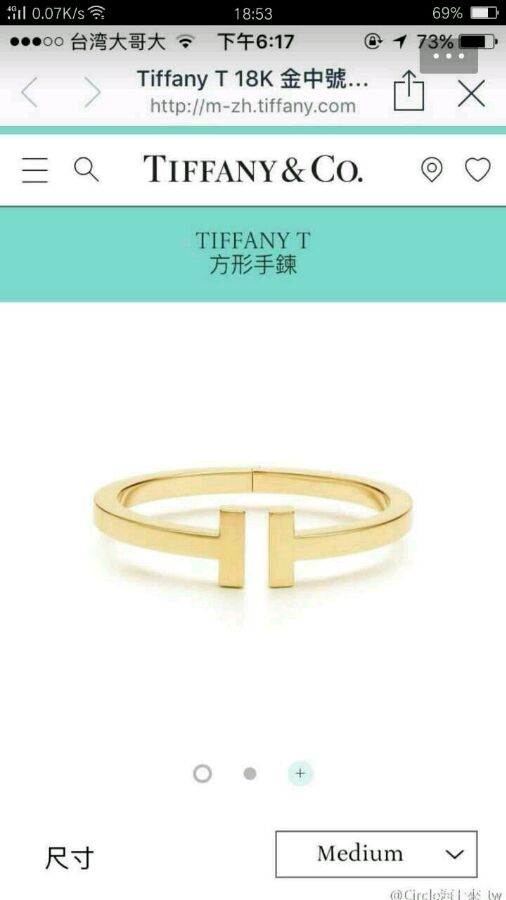 4G 0.07K/s 18:53 69%
台湾大哥大 下午6:17 73%
Tiffany T 18K 金中號...
http://m-zh.tiffany.com
TIFFANY & CO.
TIFFANY T
方形手鍊
尺寸
Medium